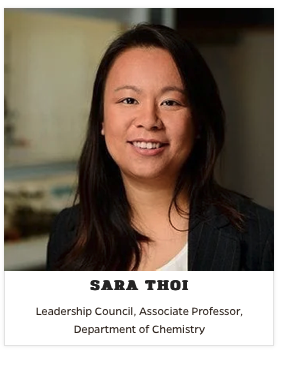 SARA THOI
Leadership Council, Associate Professor,
Department of Chemistry